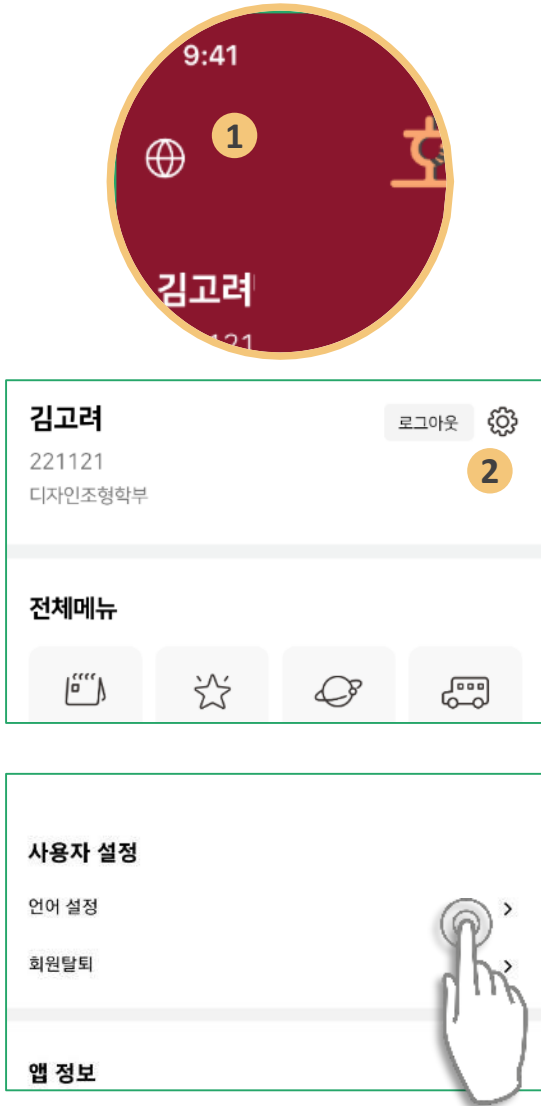 9:41
1
호
김고려
121
김고려
로그아웃
221121
2
디자인조형학부
전체메뉴
사용자 설정
언어 설정
회원탈퇴
앱 정보